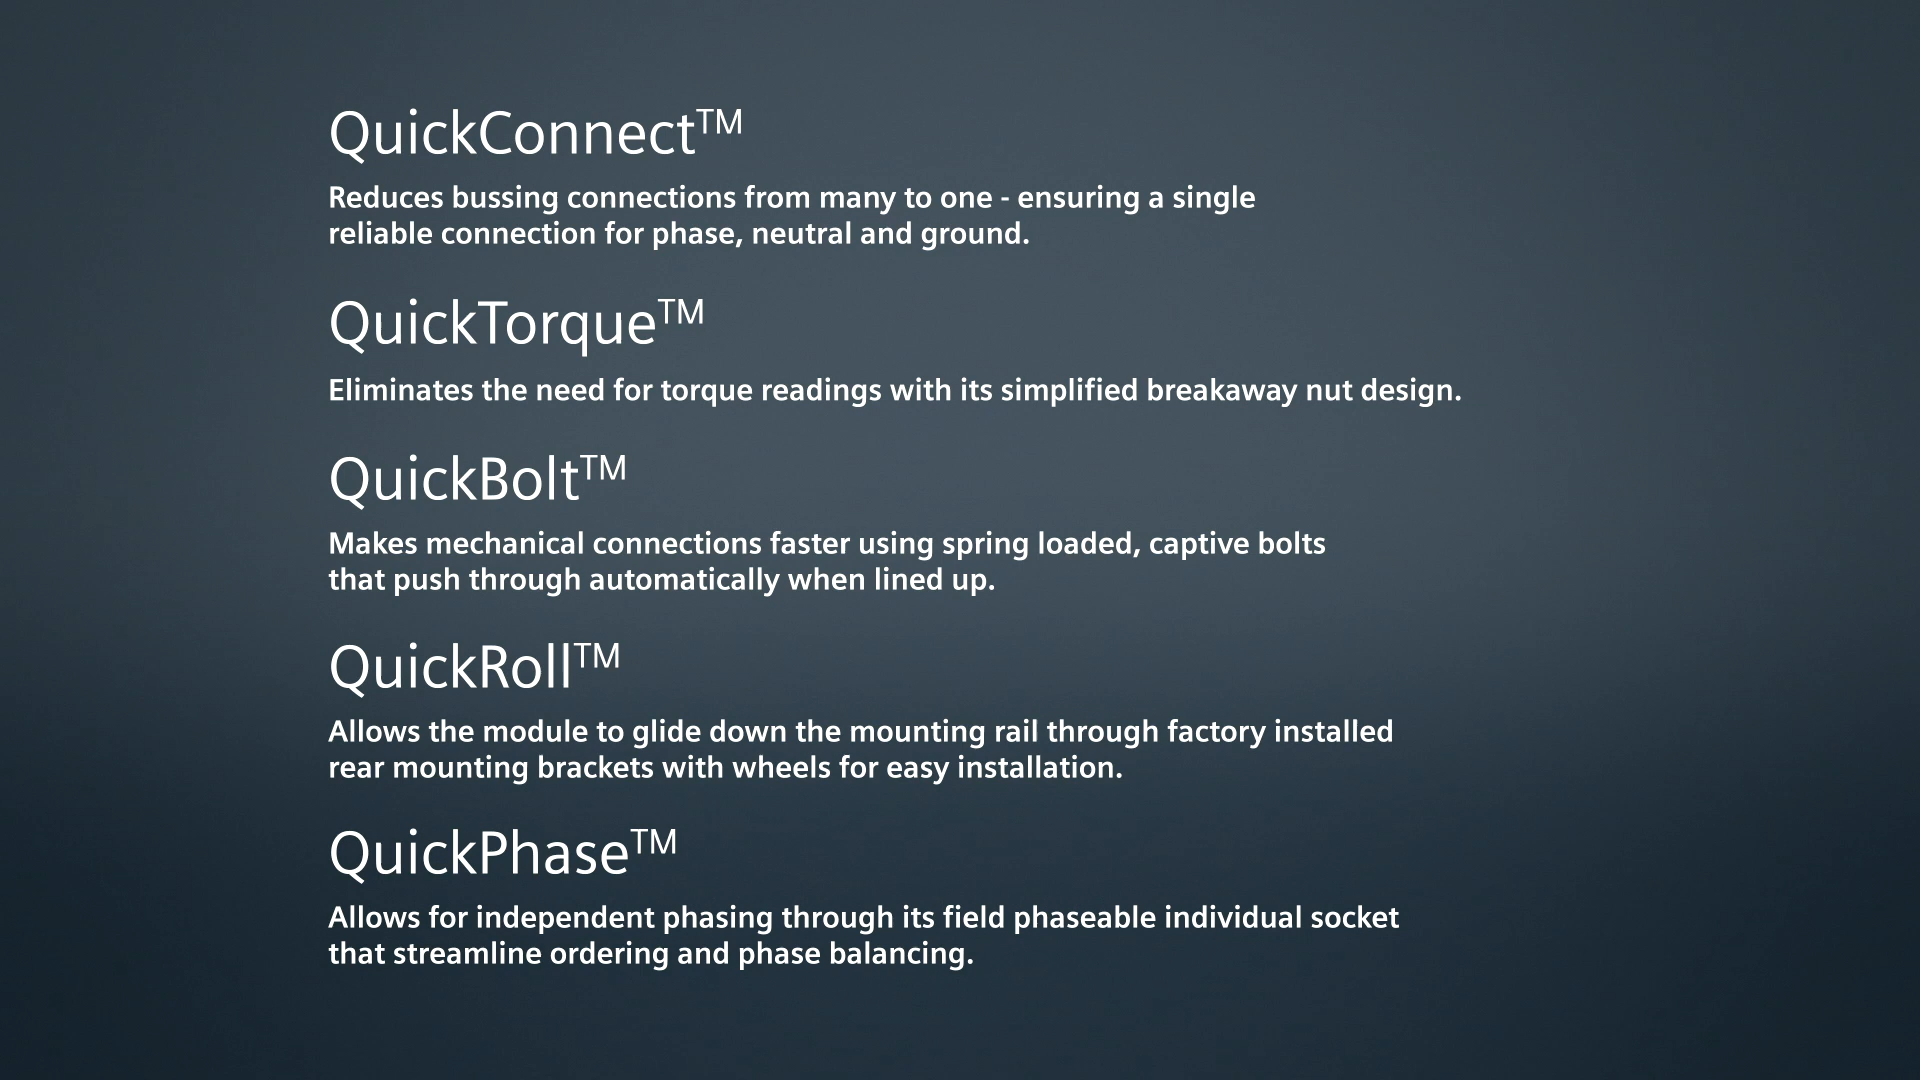 QuickConnect™
Reduces bussing connections from many to one - ensuring a single
reliable connection for phase, neutral and ground.
QuickTorque™
Eliminates the need for torque readings with its simplified breakaway nut design.
QuickBolt™
Makes mechanical connections faster using spring loaded, captive bolts
that push through automatically when lined up.
QuickRoll™
Allows the module to glide down the mounting rail through factory installed
rear mounting brackets with wheels for easy installation.
QuickPhase™
Allows for independent phasing through its field phaseable individual socket
that streamline ordering and phase balancing.